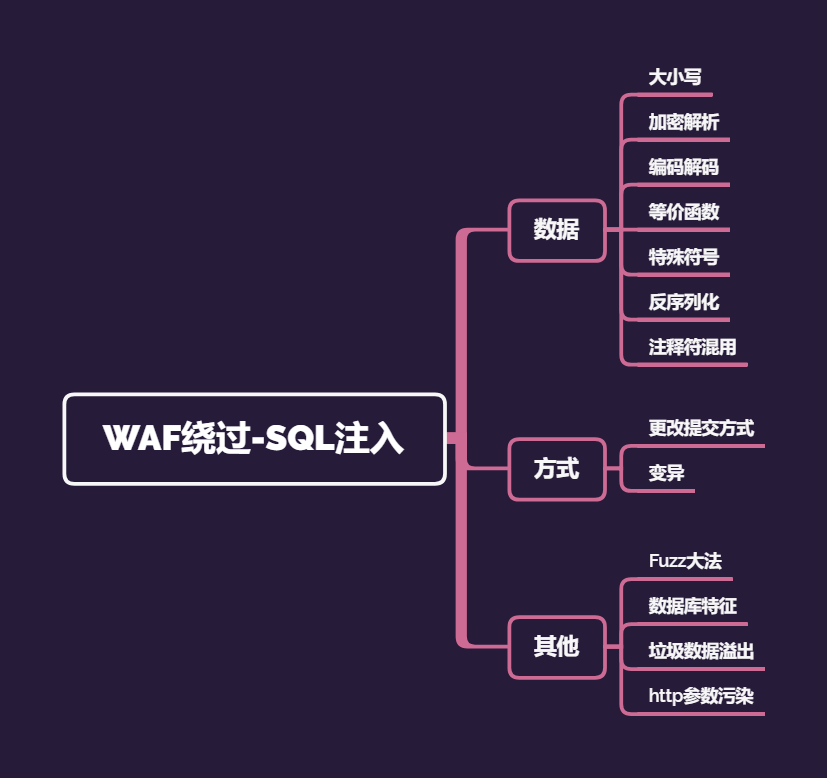 WAF绕过-SQL注入
数据
大小写
加密解析
编码解码
等价函数
特殊符号
反序列化
注释符混用
方式
更改提交方式
变异
其他
Fuzz大法
数据库特征
垃圾数据溢出
http参数污染